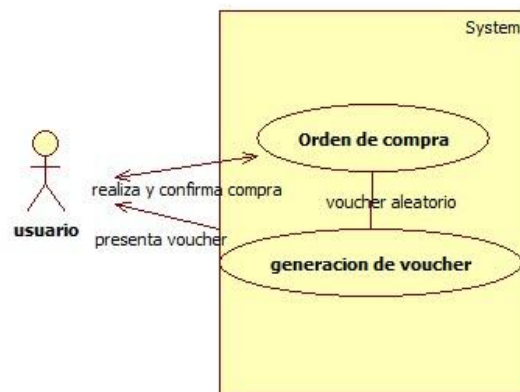 System
Orden de compra
realiza y confirma compra
voucher aleatorio
usuario
presenta voucher
generacion de voucher